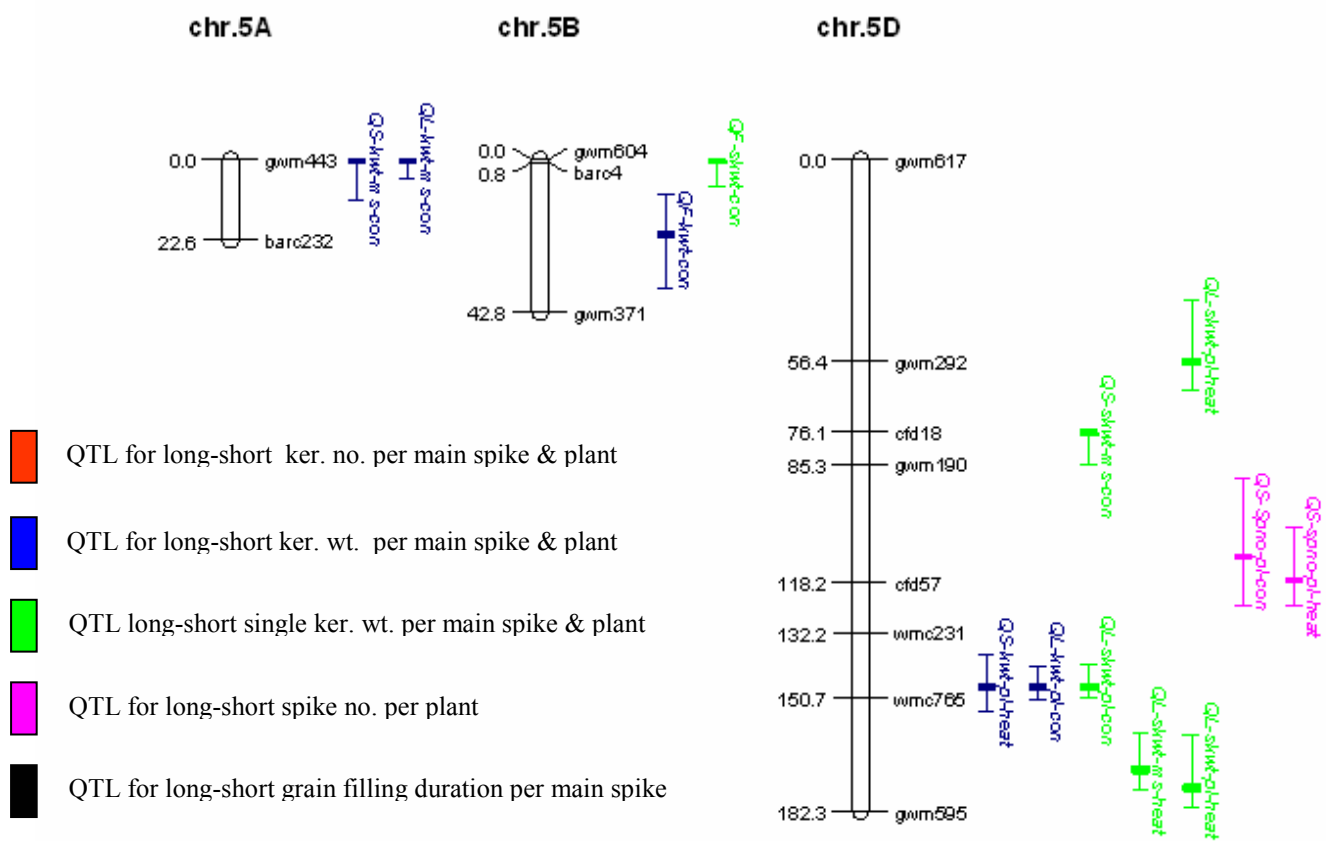 chr.5A
chr.5B
chr.5D
0.0 gwm443
22.6 barc232
QS-kwt-ms-con
QL-kwt-ms-con
0.0 gwm604
0.8 barc4
42.8 gwm371
QF-kwt-con
QF-skwt-con
0.0 gwm617
56.4 gwm292
76.1 cfd18
85.3 gwm190
118.2 cfd57
132.2 wmc231
150.7 wmc765
182.3 gwm595
QL-skwt-pl-heat
QS-skwt-ms-con
QS-Spno-pl-con
QS-spno-pl-heat
QS-kwt-pl-heat
QL-kwt-pl-con
QL-skwt-pl-con
QL-skwt-ms-heat
QL-skwt-pl-heat
QTL for long-short ker. no. per main spike & plant
QTL for long-short ker. wt. per main spike & plant
QTL long-short single ker. wt. per main spike & plant
QTL for long-short spike no. per plant
QTL for long-short grain filling duration per main spike